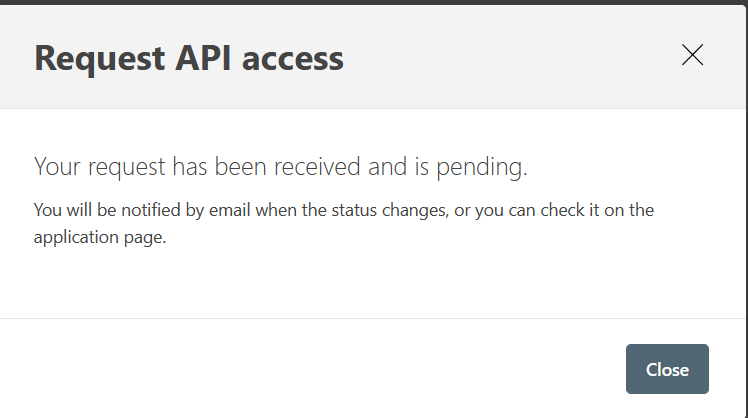 Request API access
Your request has been received and is pending.
You will be notified by email when the status changes, or you can check it on the
application page.
Close